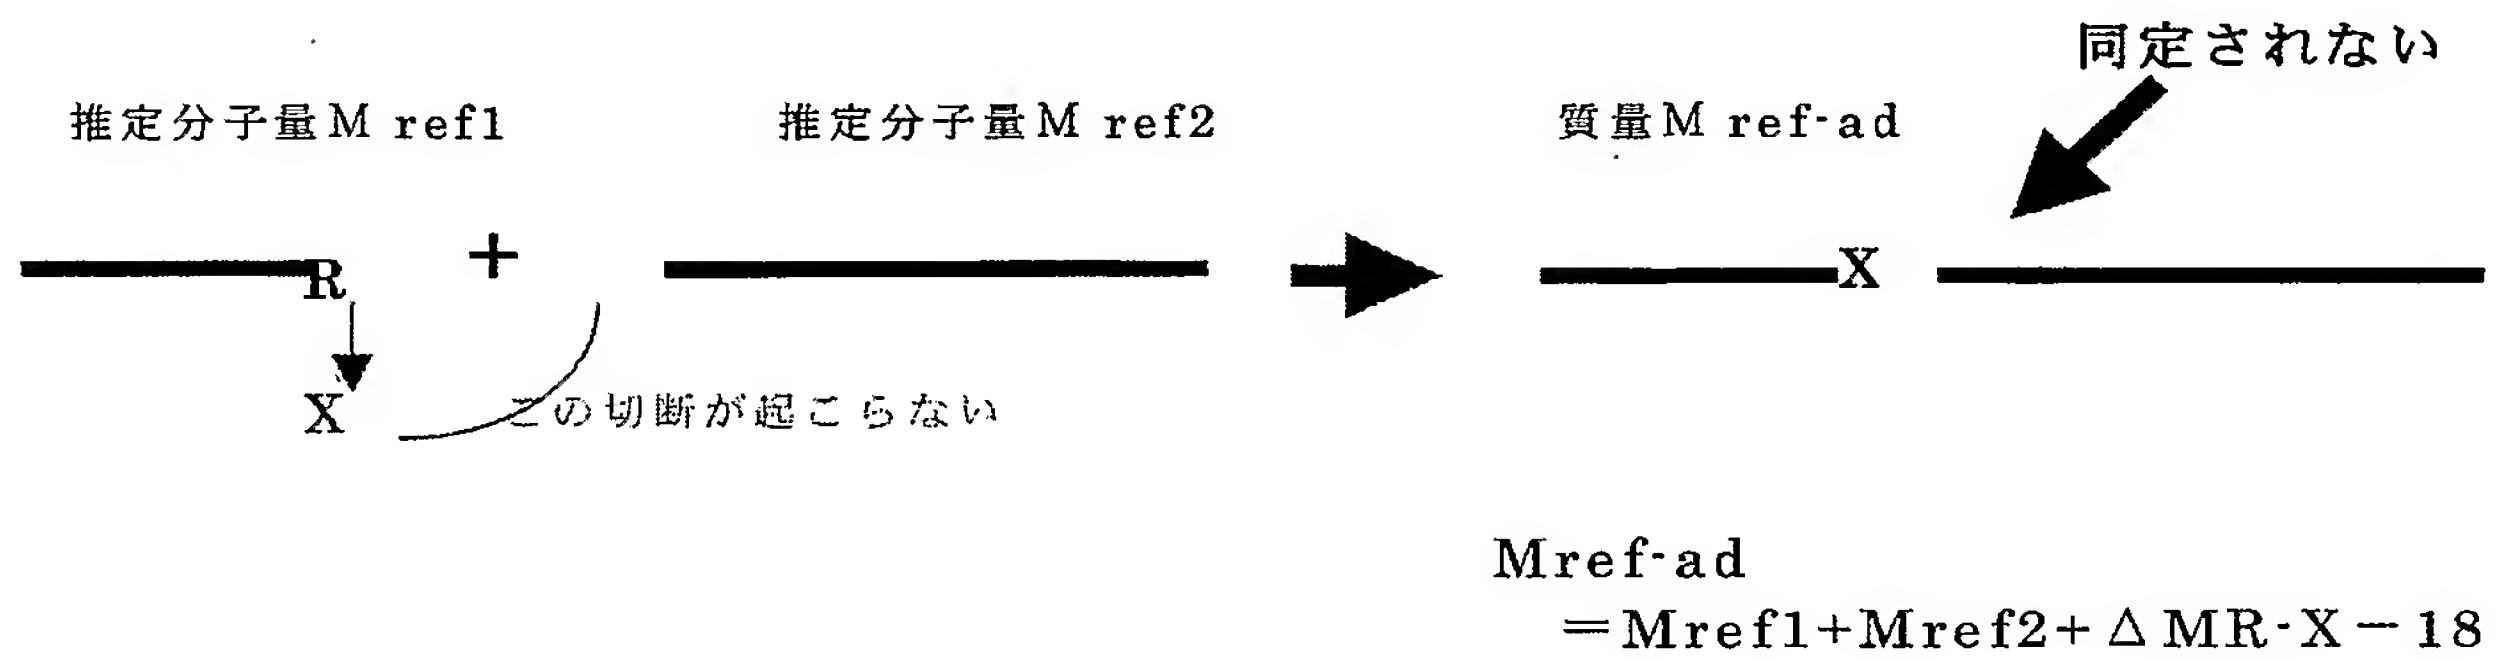 同定されない
推定分子量M ref1
推定分子量M ref2
質量M ref-ad
R
+
X
X
この切断が起こらない
Mref-ad
=Mref1+Mref2+△MR-X-18